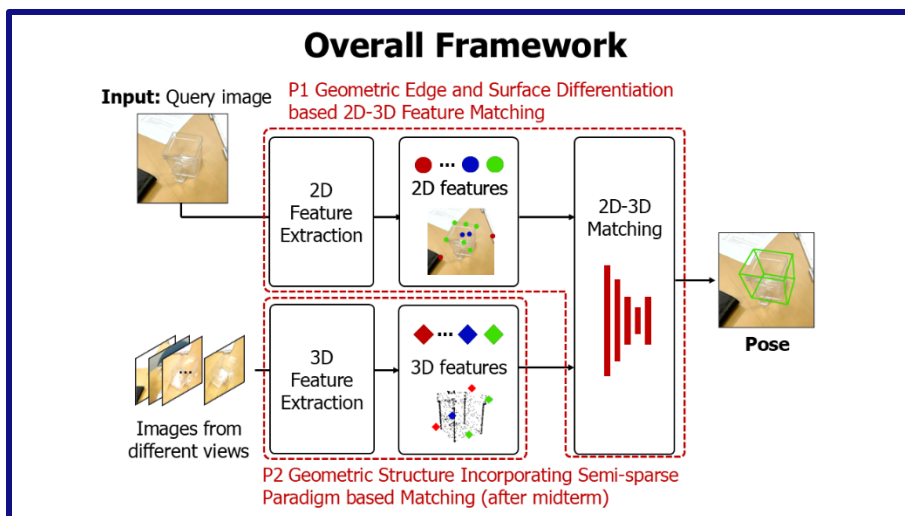 Overall Framework
P1 Geometric Edge and Surface Differentiation
based 2D-3D Feature Matching
Input: Query image
2D
Feature
Extraction
...
2D features
2D-3D
Matching
Pose
3D
Feature
Extraction
...
3D features
...
Images from
different views
P2 Geometric Structure Incorporating Semi-sparse
Paradigm based Matching (after midterm)